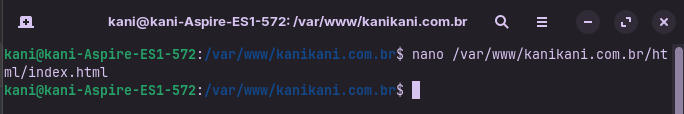 kani@kani-Aspire-ES1-572: /var/www/kanikani.com.br
kani@kani-Aspire-ES1-572:/var/www/kanikani.com.br$ nano /var/www/kanikani.com.br/ht
ml/index.html
kani@kani-Aspire-ES1-572:/var/www/kanikani.com.br$